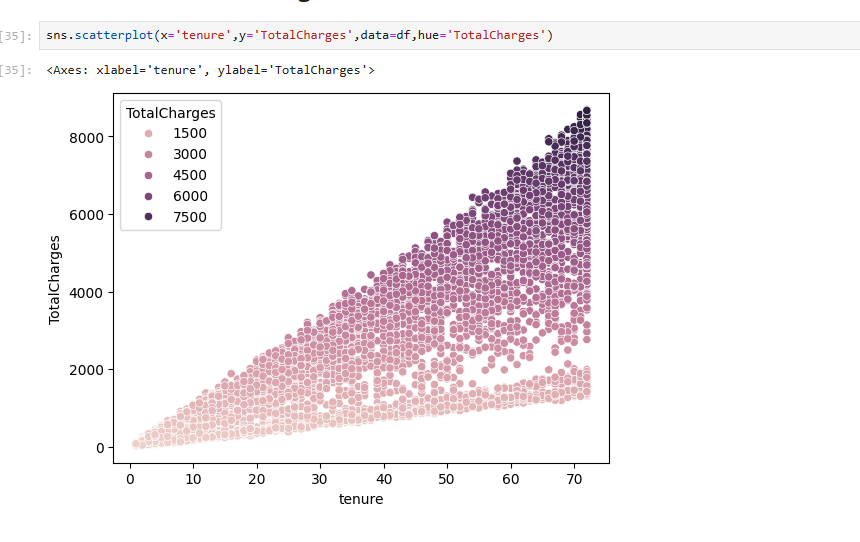 [35]: sns.scatterplot(x='tenure',y='TotalCharges',data=df,hue='TotalCharges')
[35]: <Axes: xlabel='tenure', ylabel='TotalCharges'>
TotalCharges
1500
3000
4500
6000
7500
8000
6000
4000
2000
0
TotalCharges
0 10 20 30 40 50 60 70
tenure